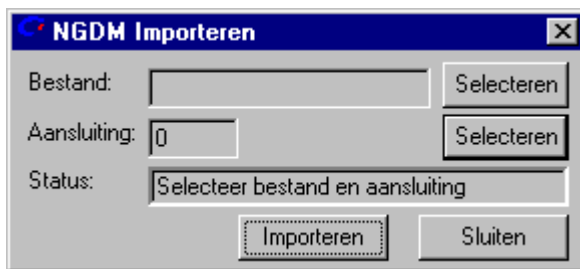 NGDM Importeren
Bestand: Selecteren
Aansluiting: 0 Selecteren
Status: Selecteer bestand en aansluiting
Importeren Sluiten